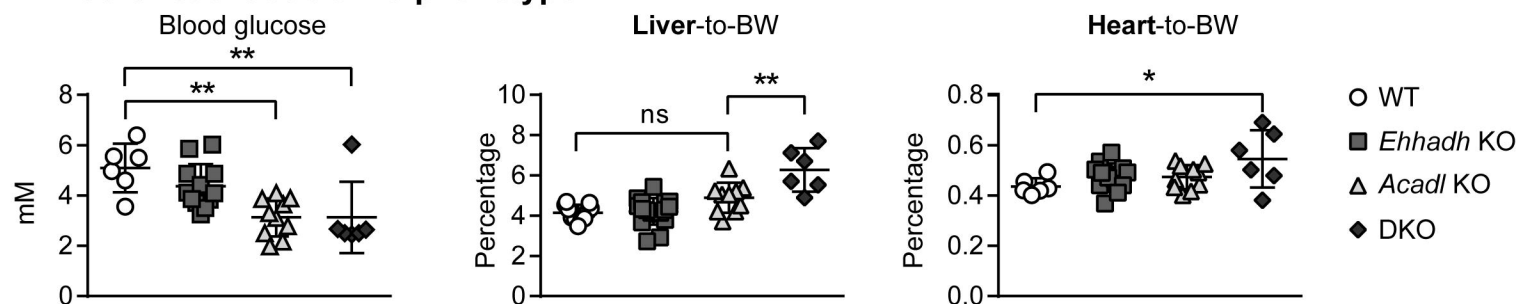 Blood glucose
**
**
8
6
4
2
0
mM
Liver-to-BW
**
ns
10
8
6
4
2
0
Percentage
Heart-to-BW
*
0.8
0.6
0.4
0.2
0.0
Percentage
WT
Ehhadh KO
Acadl KO
DKO